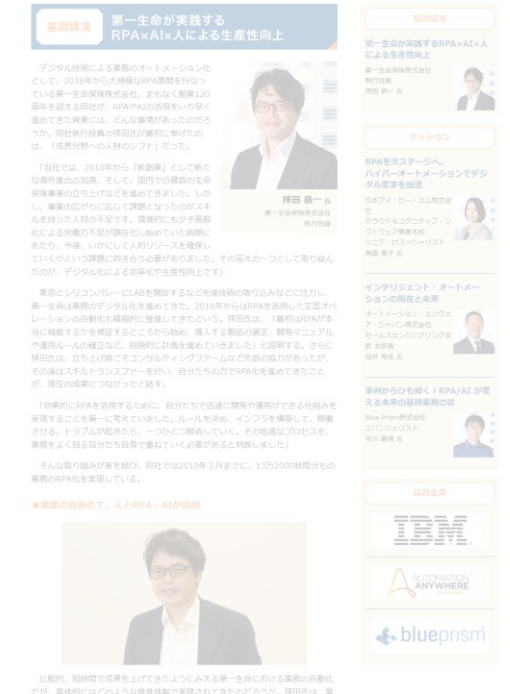 基調講演
第一生命が実践する
RPA×AI×人による生産性向上
デジタル技術による業務のオートメーション化
として、2016年から大規模なRPA展開を行なっ
ている第一生命保険株式会社。まもなく創業120
周年を迎える同社が、RPAやAIの活用をいち早く
進めてきた背景には、どんな事情があったのだろ
うか。同社執行役員の拝田氏が最初に挙げたの
は、「成長分野への人財のシフト」だった。
「当社では、2010年から『新創業』として新た
な海外進出の加速、そして、国内での複数の生命
保険事業の立ち上げなどを進めてきました。しか
し、事業の広がりに応じて課題となったのがスキ
ルを持った人財の不足です。環境的にも少子高齢
化による労働力不足が顕在化し始めていた時期に
あたり、今後、いかにして人的リソースを確保し
ていくかという課題に向き合う必要がありました。その答えの一つとして取り組ん
だのが、デジタル化による効率化や生産性向上です」
拝田 恭一 氏
第一生命保険株式会社
執行役員
東京とシリコンバレーにLABを開設するなど先端技術の取り込みなどに注力し、
第一生命は業務のデジタル化を進めてきた。2016年からはRPAを活用した定型オペ
レーションの自動化も積極的に推進してきたという。拝田氏は、「最初はRPAが本
当に機能するかを検証するところから始め、導入する製品の選定、開発マニュアル
や運用ルールの確立など、段階的に計画を進めていきました」と説明する。さらに
拝田氏は、立ち上げ時こそコンサルティングファームなど外部の協力があったが、
その後はスキルトランスファーを行い、自分たちの力でRPA化を進めてきたこと
が、現在の成果につながったと話す。
「効果的にRPAを活用するために、自分たちで迅速に開発や運用ができる仕組みを
実現することを第一に考えていました。ルールを決め、インフラを構築して、稼働
させる。トラブルが起きたら、一つひとつ解消していく。その地道なプロセスを、
業務をよく知る自分たち自身で重ねていく必要があると判断しました」
そんな取り組みが実を結び、同社では2019年3月までに、13万2000時間分もの
業務のRPA化を実現している。
■業務の自動化で、人とRPA・AIが協働
比較的、短時間で成果を上げてきたようにみえる第一生命における業務の自動化
だが、具体的にはどのような推進体制で実現されてきたのだろうか。拝田氏は、業
基調講演
第一生命が実践するRPA×AI×人
による生産性向上
第一生命保険株式会社
執行役員
拝田 恭一 氏
セッション
RPAを次ステージへ。
ハイパーオートメーションでデジ
タル変革を加速
日本アイ・ビー・エム株式会
社
クラウド&コグニティブ・ソ
フトウェア事業本部
シニア・ITスペシャリスト
インテリジェント・オートメー
ションの現在と未来
オートメーション・エニウェ
ア・ジャパン株式会社
セールスエンジニアリング本
部 本部長
由井 希佳 氏
事例からひも解く!RPA/AI が変
える未来の基幹業務の姿
Blue Prism株式会社
エバンジェリスト
市川 義規 氏
協賛企業
IBM
AUTOMATION
ANYWHERE
blueprism